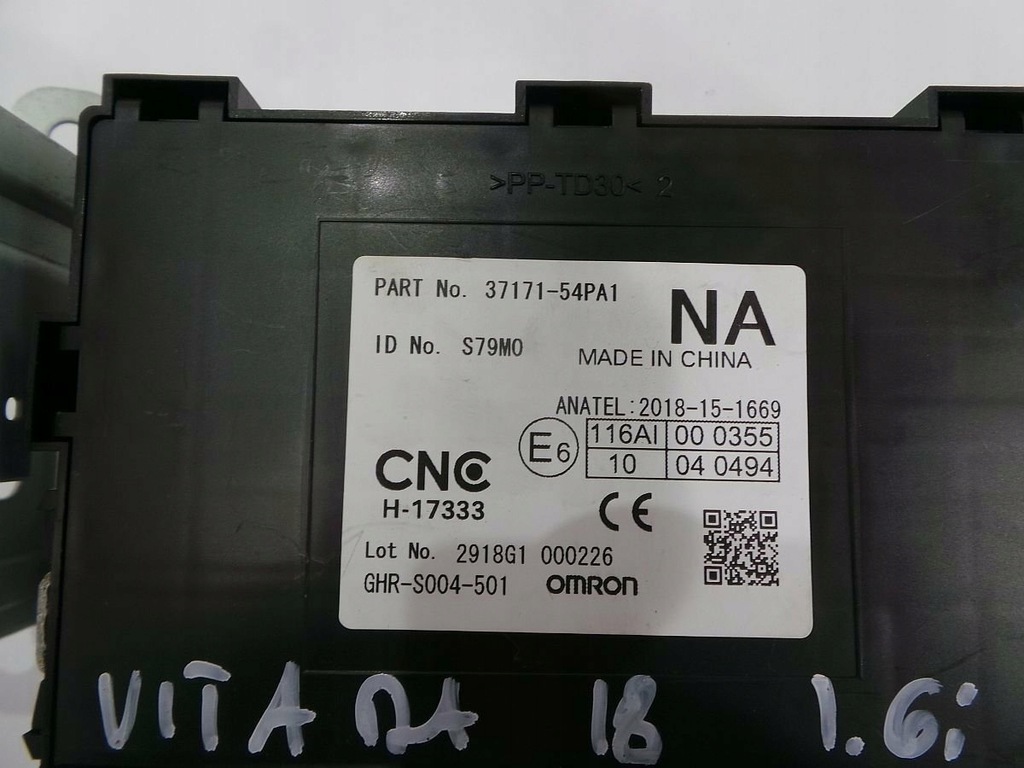 >PP-TD30< 2
PART No. 37171-54PA1
NA
ID No. S79M0
MADE IN CHINA
ANATEL:2018-15-1669
E6
116AI 00 0355
10 04 0494
CNC
H-17333
CE
Lot No. 2918G1 000226
GHR-S004-501 OMRON
VITARA 18 1.6i